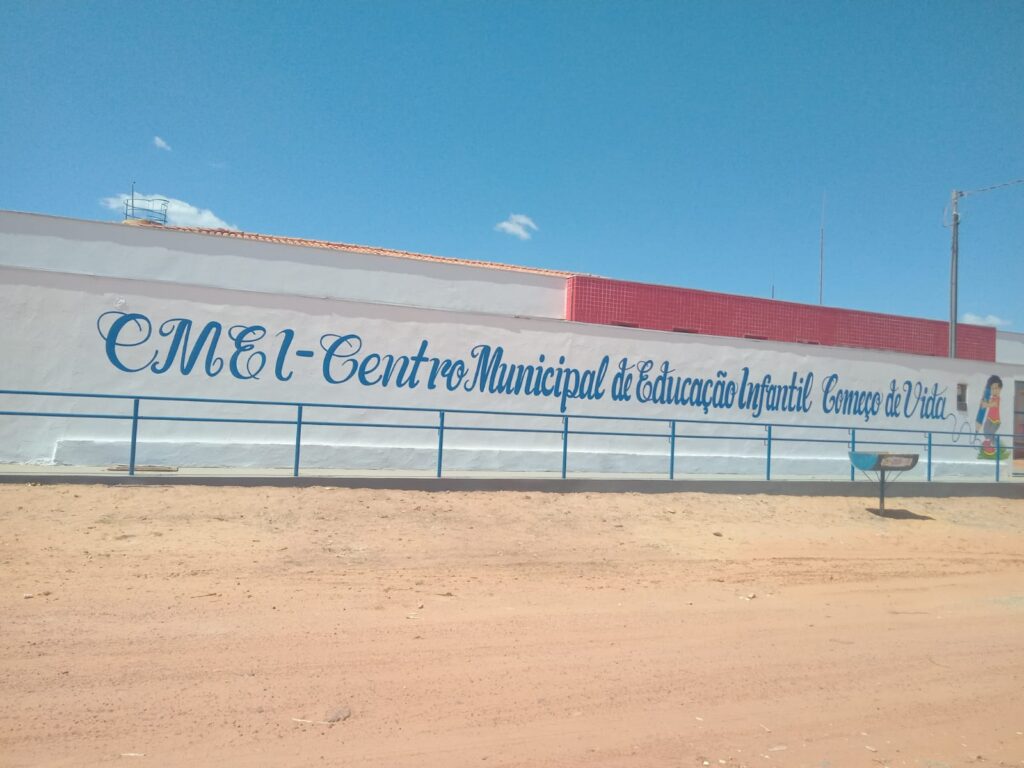 CMEI-Centro Municipal de Educação Infantil Começo de Vida